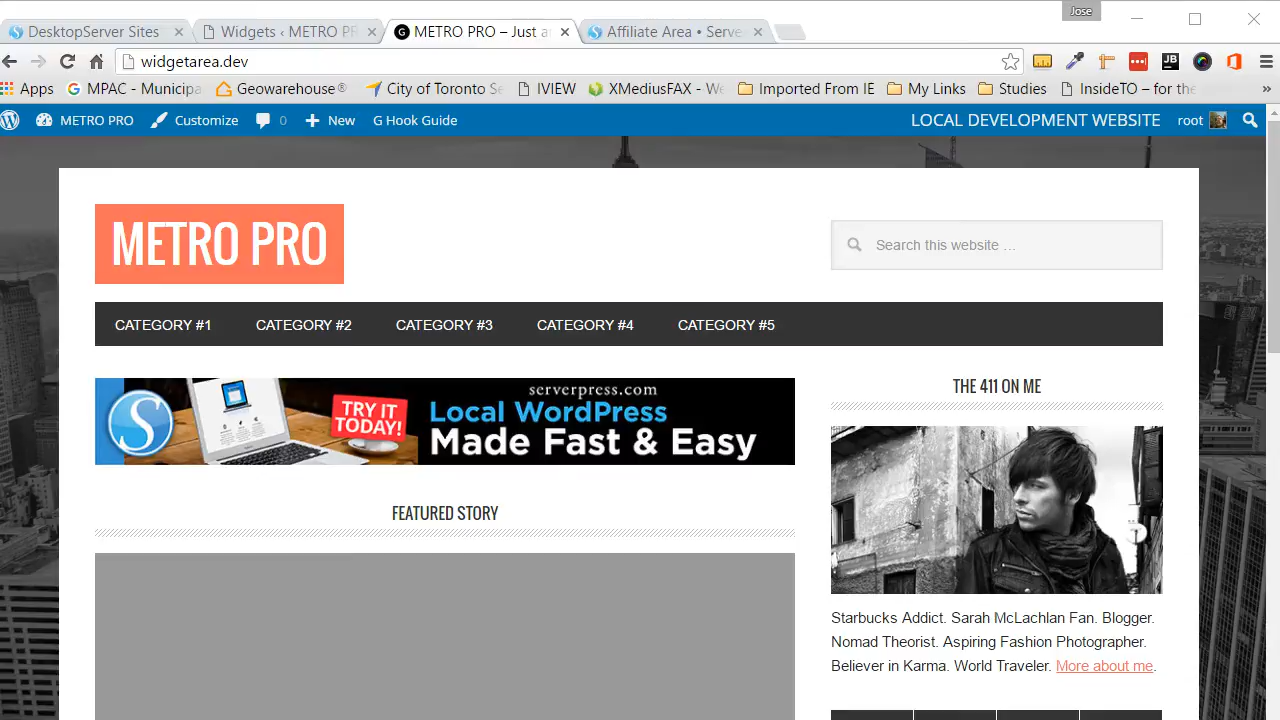 Jose
DesktopServer Sites
Widgets ‹ METRO PR
METRO PRO – Just a
Affiliate Area • Serve
widgetarea.dev
Apps
MPAC - Municipa
Geowarehouse®
City of Toronto Se
IVIEW
XMediusFAX - We
Imported From IE
My Links
Studies
InsideTO – for the
»
METRO PRO
Customize
0
New
G Hook Guide
LOCAL DEVELOPMENT WEBSITE
root
METRO PRO
Search this website ...
CATEGORY #1
CATEGORY #2
CATEGORY #3
CATEGORY #4
CATEGORY #5
serverpress.com
TRY IT
TODAY!
Local WordPress
Made Fast & Easy
THE 411 ON ME
FEATURED STORY
Starbucks Addict. Sarah McLachlan Fan. Blogger.
Nomad Theorist. Aspiring Fashion Photographer.
Believer in Karma. World Traveler. More about me.